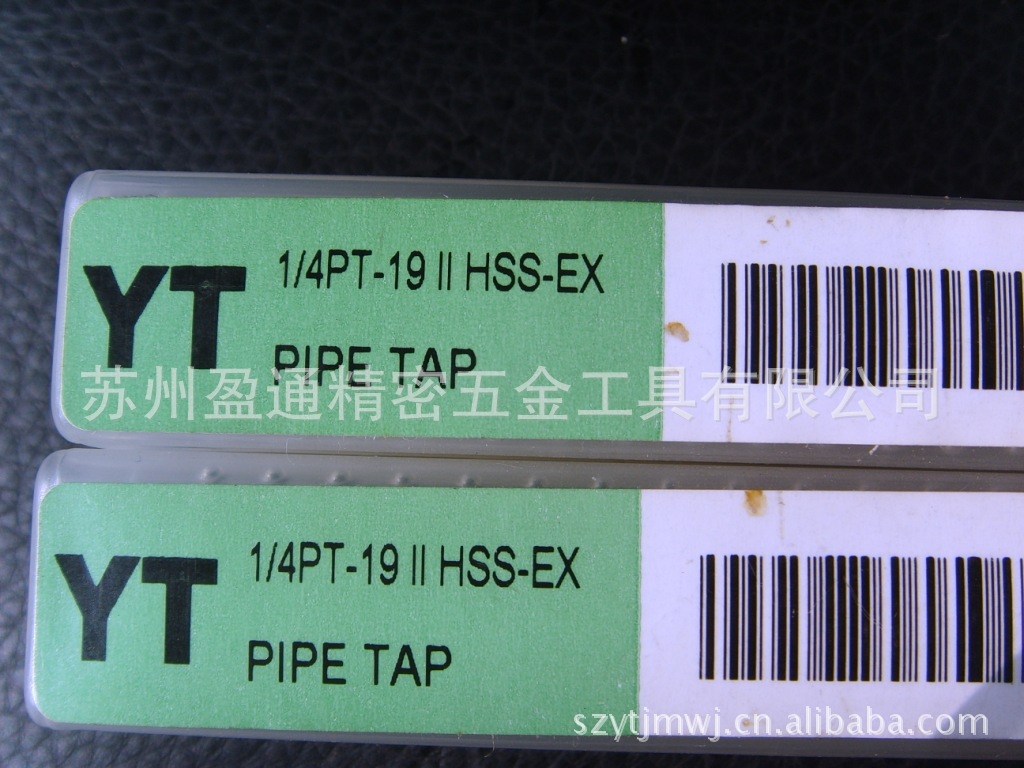 YT
1/4PT-19 II HSS-EX
PIPE TAP
苏州盈通精密五金工具有限公司
YT
1/4PT-19 II HSS-EX
PIPE TAP
szytjmwj.cn.alibaba.com